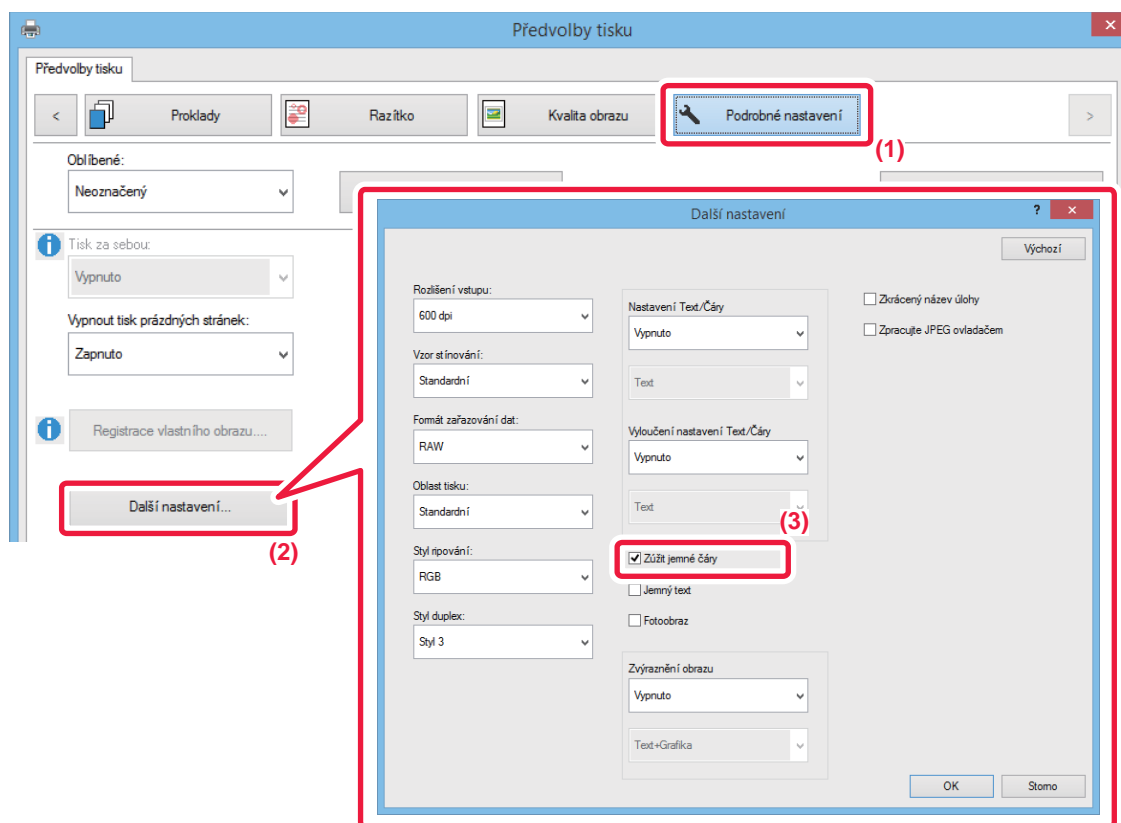 Předvolby tisku
Předvolby tisku
<
Proklady
Razítko
Kvalita obrazu
Podrobné nastavení
>
(1)
Oblíbené:
Neoznačený
Tisk za sebou:
Vypnuto
Vypnout tisk prázdných stránek:
Zapnuto
Registrace vlastního obrazu....
Další nastavení...
(2)
Další nastavení
?
Výchozí
Rozlišení vstupu:
600 dpi
Vzor stínování:
Standardní
Formát zařazování dat:
RAW
Oblast tisku:
Standardní
Styl ripování:
RGB
Styl duplex:
Styl 3
Nastavení Text/Čáry
Vypnuto
Text
Vyloučení nastavení Text/Čáry
Vypnuto
Text
(3)
Zúžit jemné čáry
Jemný text
Fotoobraz
Zvýraznění obrazu
Vypnuto
Text+Grafika
Zkrácený název úlohy
Zpracujte JPEG ovladačem
OK
Storno